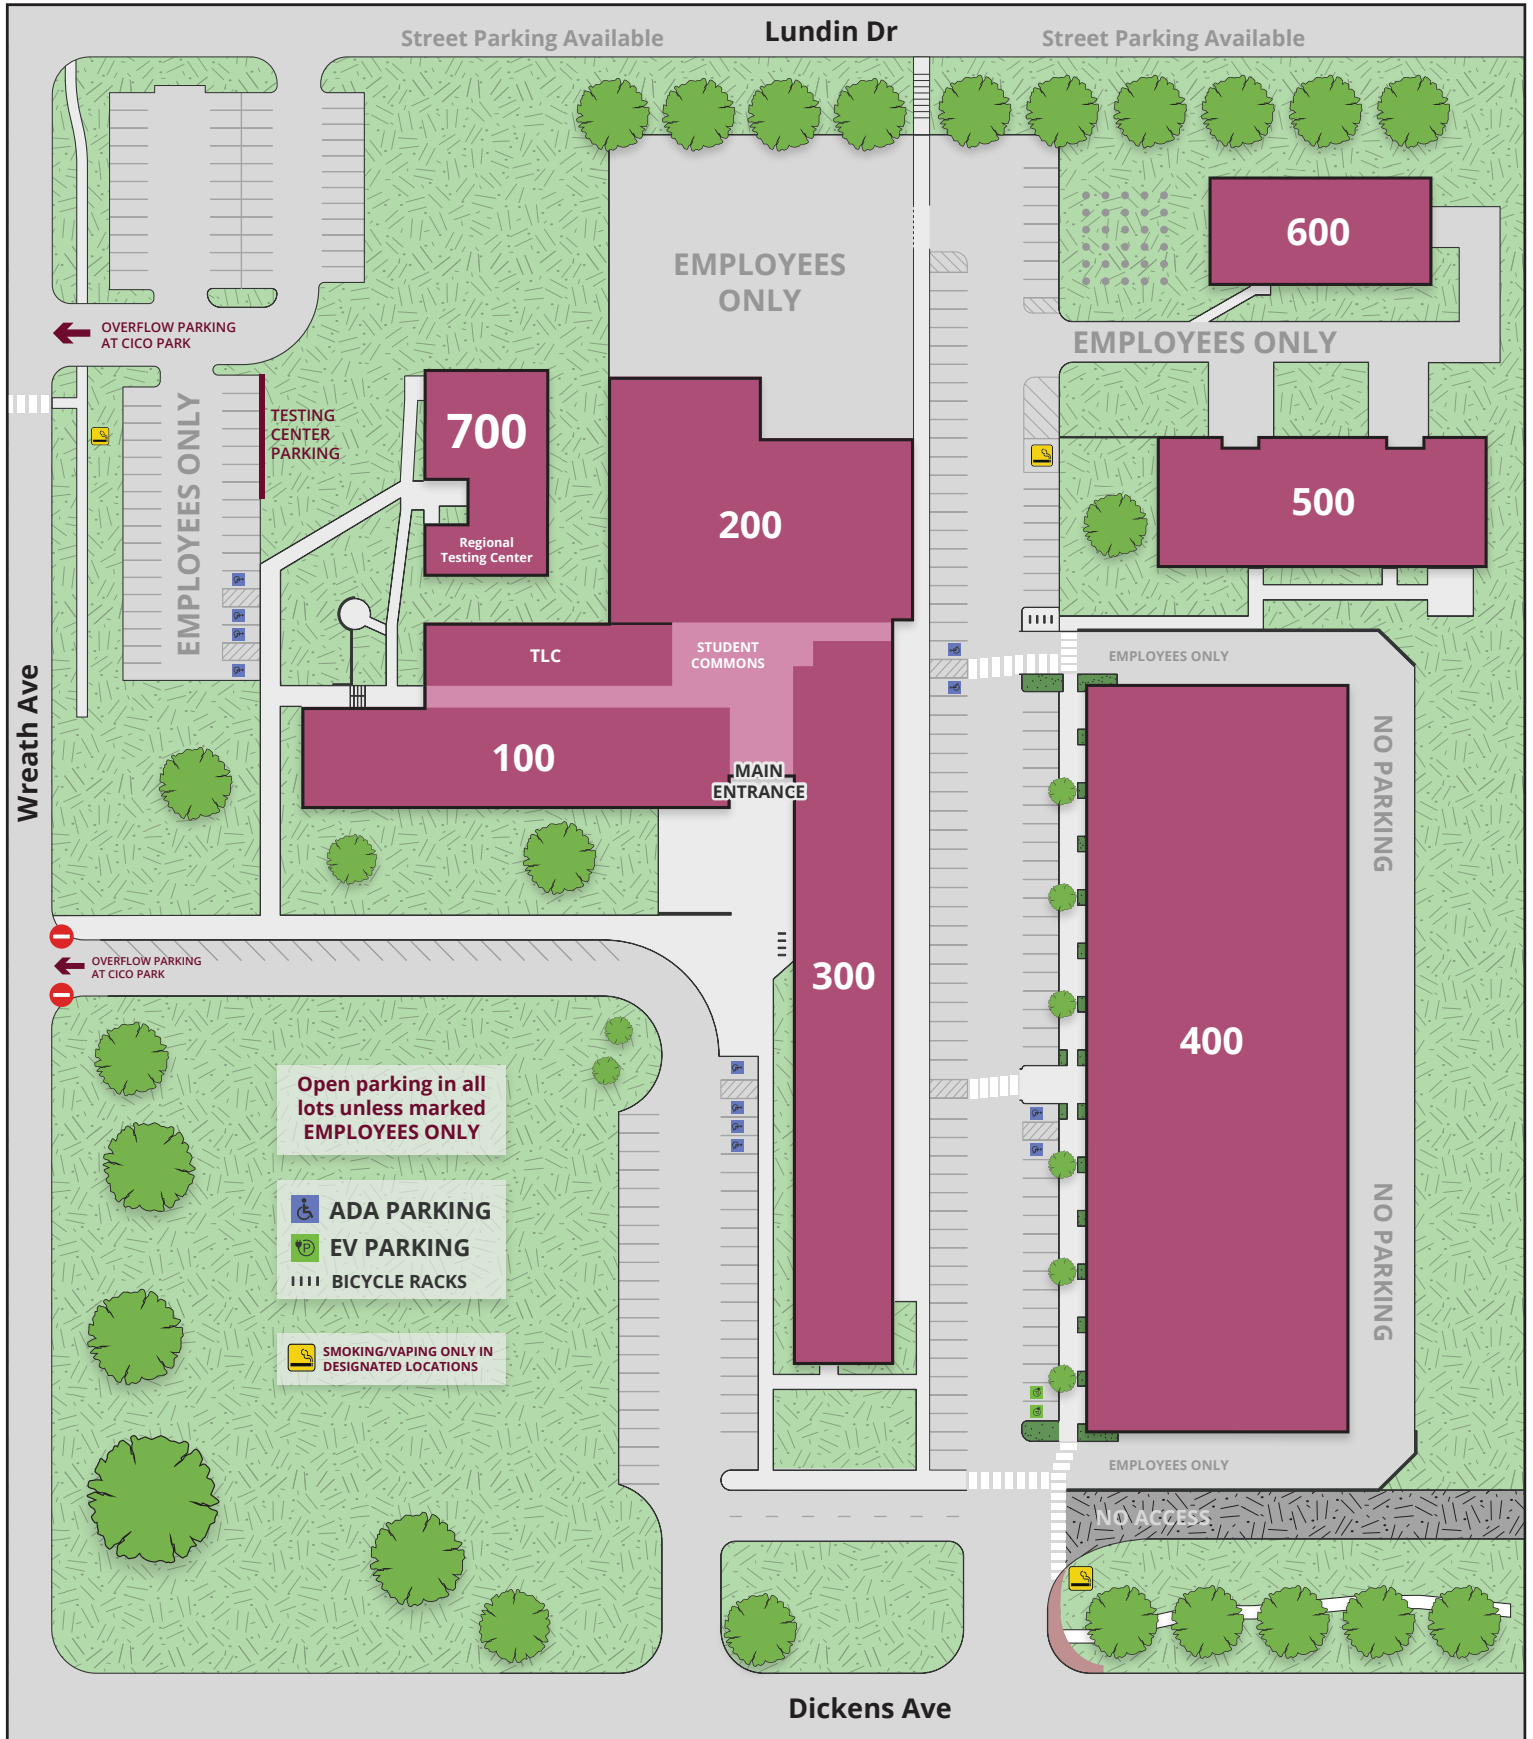 Lundin Dr
Street Parking Available
Street Parking Available
600
EMPLOYEES
ONLY
OVERFLOW PARKING
AT CICO PARK
EMPLOYEES ONLY
EMPLOYEES ONLY
TESTING
CENTER
PARKING
700
Regional
Testing Center
200
500
TLC
STUDENT
COMMONS
EMPLOYEES ONLY
Wreath Ave
100
MAIN
ENTRANCE
NO PARKING
OVERFLOW PARKING
AT CICO PARK
300
400
Open parking in all
lots unless marked
EMPLOYEES ONLY
ADA PARKING
P
EV PARKING
BICYCLE RACKS
NO PARKING
SMOKING/VAPING ONLY IN
DESIGNATED LOCATIONS
EMPLOYEES ONLY
NO ACCESS
Dickens Ave